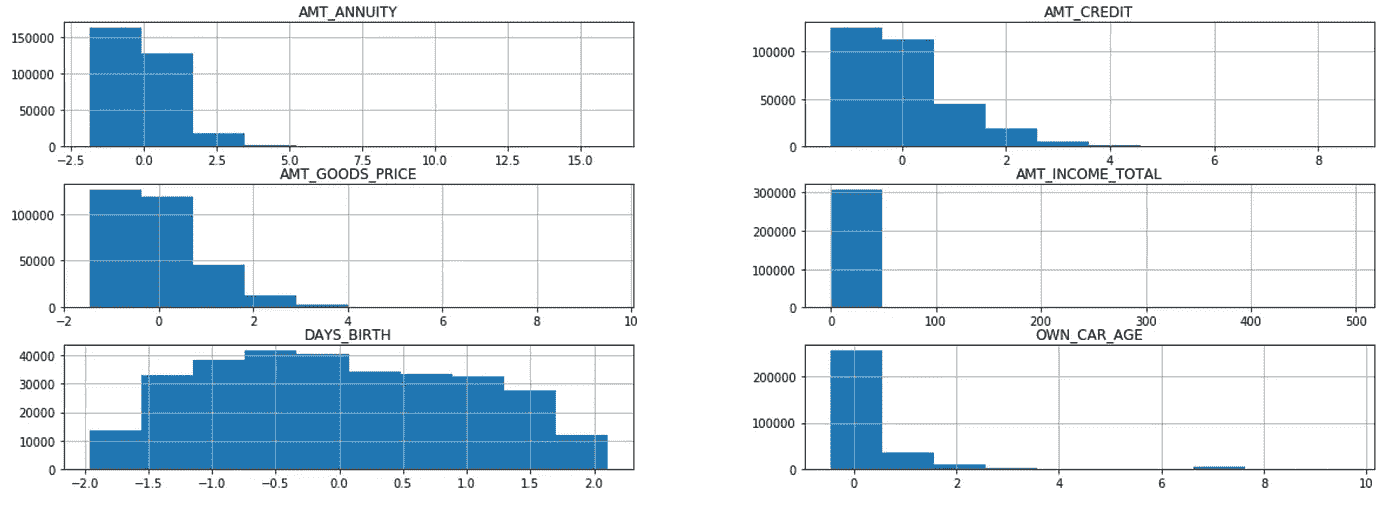 AMT_ANNUITY
150000
100000
50000
0
−2.5 0.0 2.5 5.0 7.5 10.0 12.5 15.0
AMT_CREDIT
100000
50000
0
0 2 4 6 8
AMT_GOODS_PRICE
100000
50000
0
−2 0 2 4 6 8 10
AMT_INCOME_TOTAL
300000
200000
100000
0
0 100 200 300 400 500
DAYS_BIRTH
40000
30000
20000
10000
0
−2.0 −1.5 −1.0 −0.5 0.0 0.5 1.0 1.5 2.0
OWN_CAR_AGE
200000
100000
0
0 2 4 6 8 10